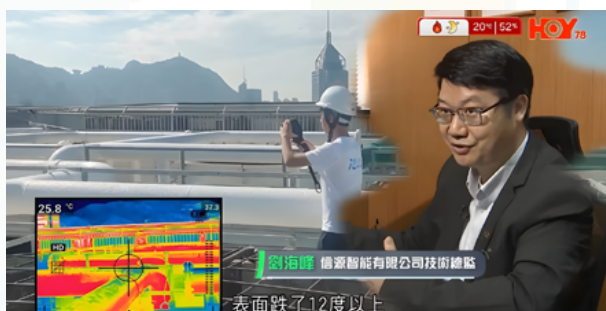 20°C | 52%
HOY 78
25.8 °C
37.3
HD
劉海峰 信源智能有限公司技術總監
表面跌了12度以上